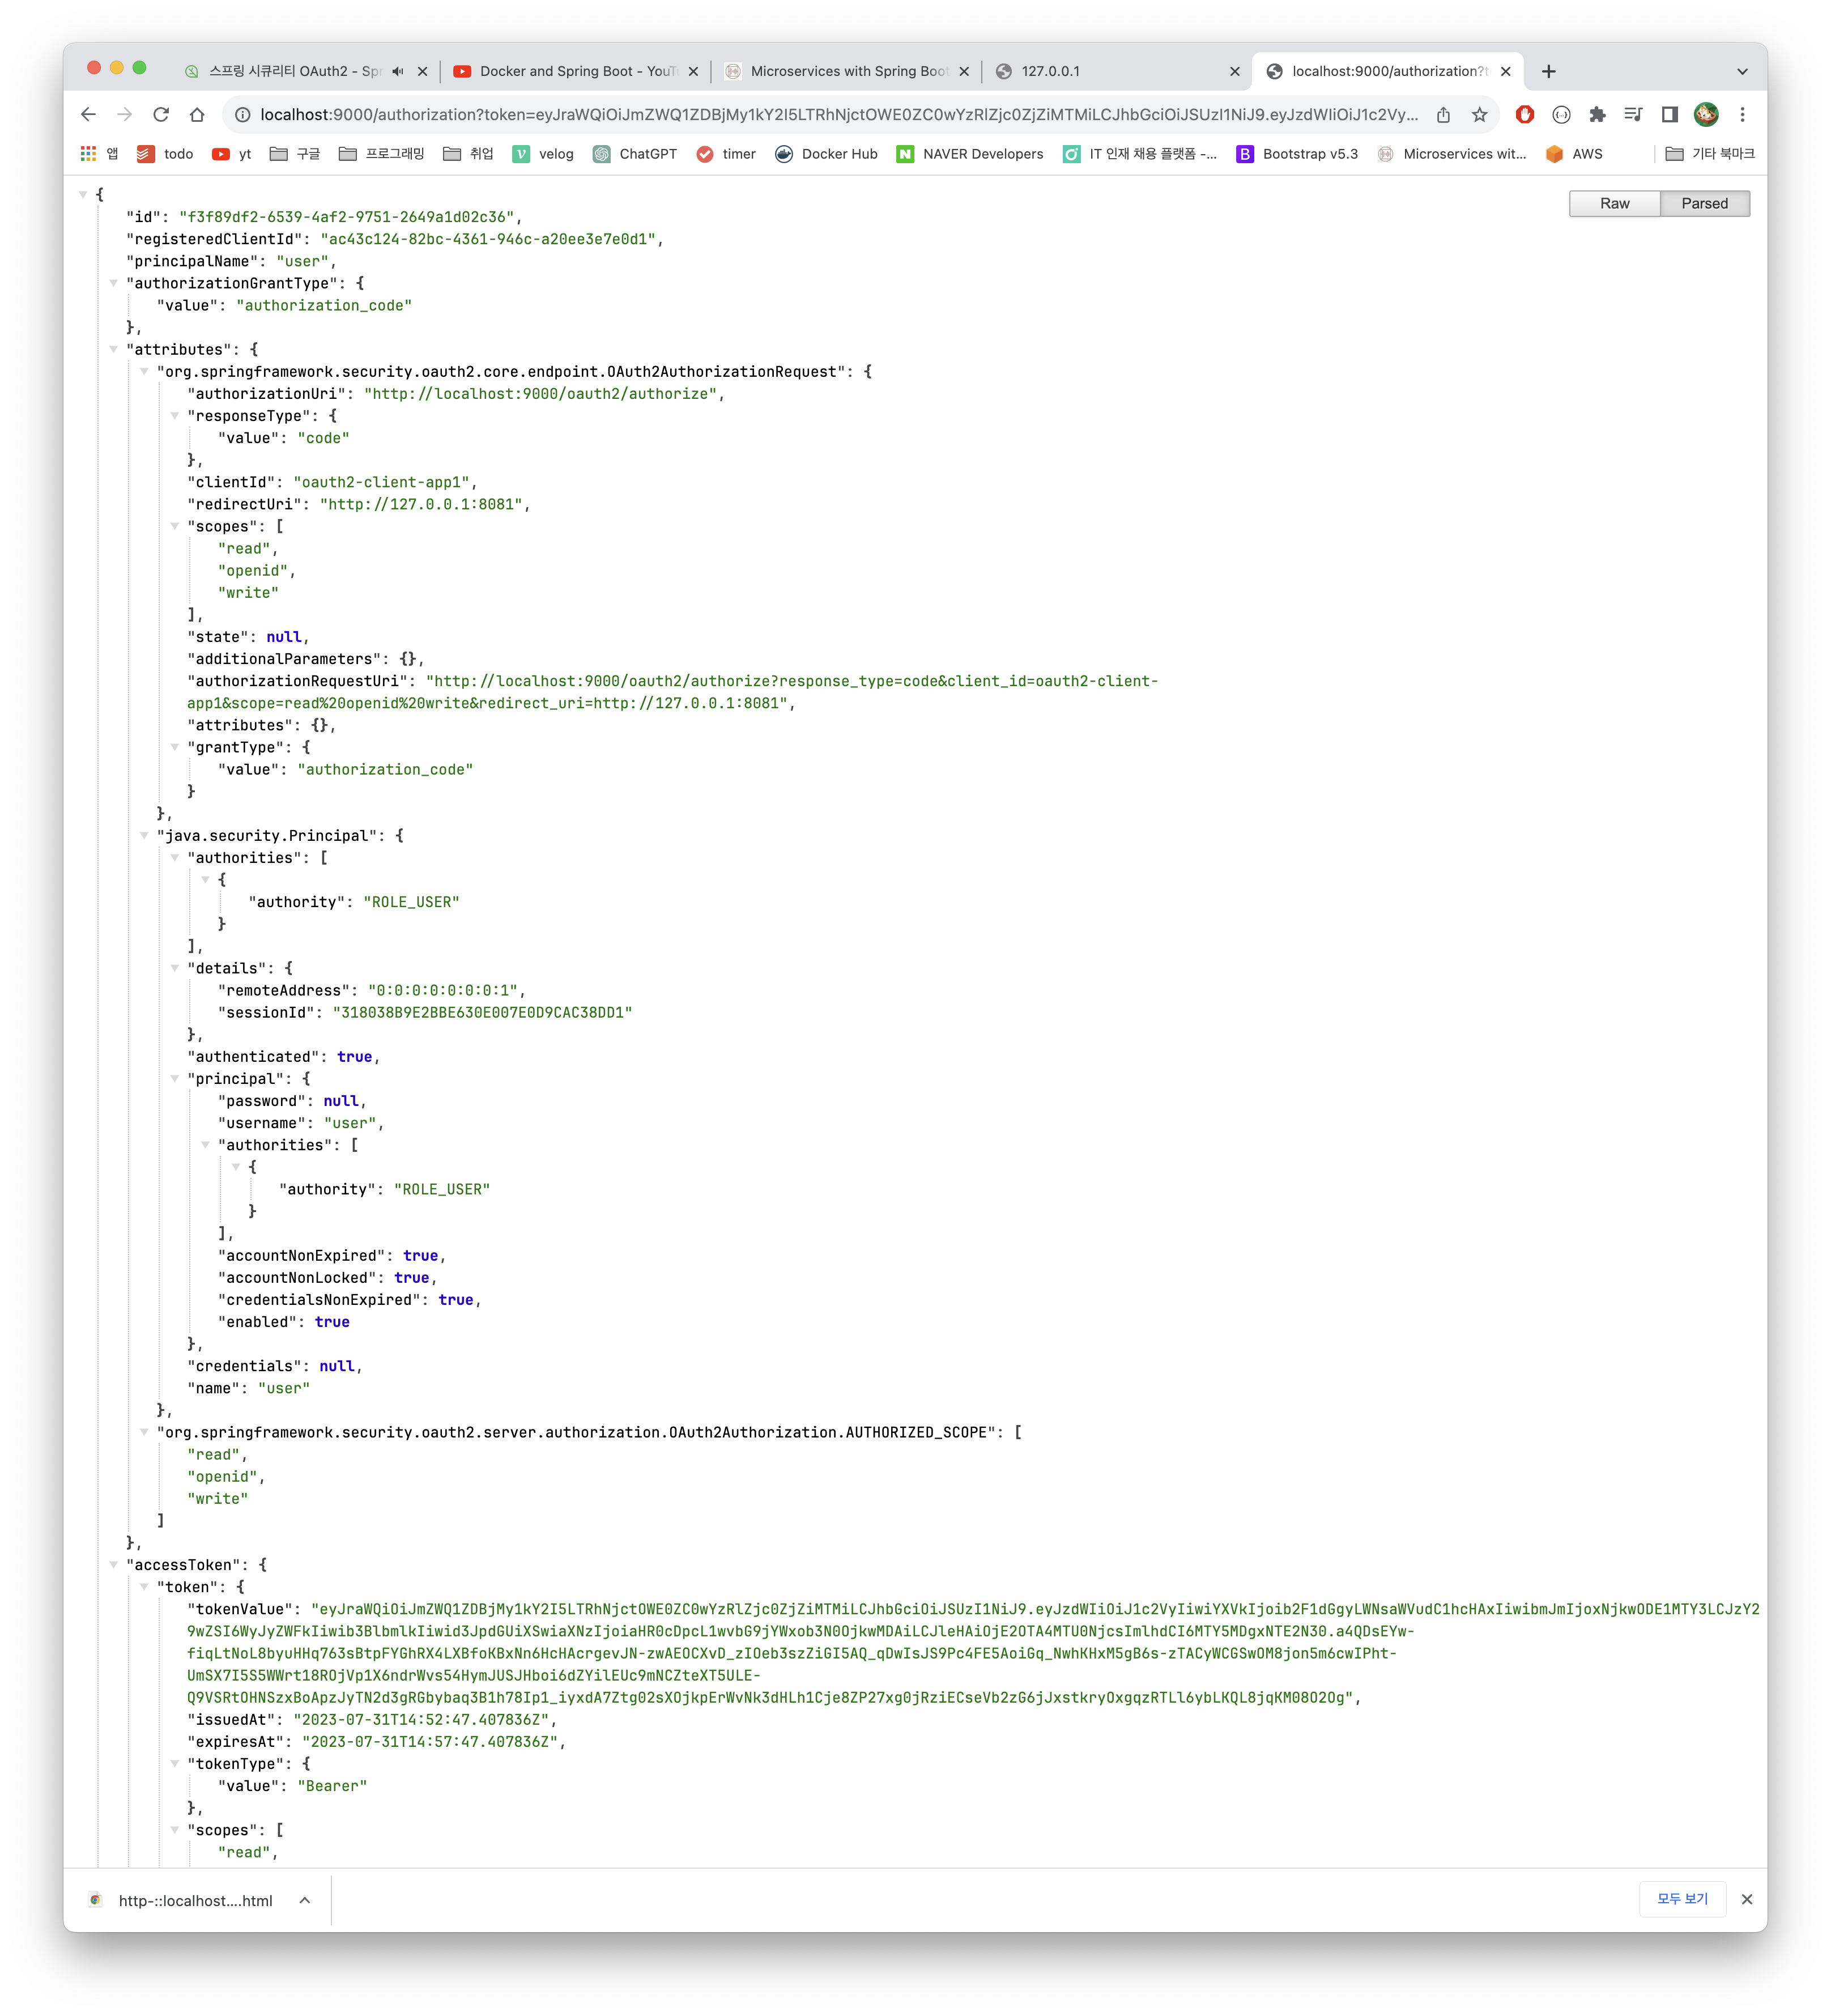 스프링 시큐리티 OAuth2 - Spr
Docker and Spring Boot - YouT
Microservices with Spring Boot
127.0.0.1
localhost:9000/authorization?t
localhost:9000/authorization?token=eyJraWQiOiJmZWQ1ZDBjMy1kY2I5LTRhNjctOWE0ZC0wYzRlZjc0ZjZiMTMiLCJhbGciOiJSUzI1NiJ9.eyJzdWIiOiJ1c2Vy...
앱 todo yt 구글 프로그래밍 취업 velog ChatGPT timer Docker Hub NAVER Developers IT 인재 채용 플랫폼 -... Bootstrap v5.3 Microservices wit... AWS 기타 북마크
Raw Parsed
{
"id": "f3f89df2-6539-4af2-9751-2649a1d02c36",
"registeredClientId": "ac43c124-82bc-4361-946c-a20ee3e7e0d1",
"principalName": "user",
"authorizationGrantType": {
"value": "authorization_code"
},
"attributes": {
"org.springframework.security.oauth2.core.endpoint.OAuth2AuthorizationRequest": {
"authorizationUri": "http://localhost:9000/oauth2/authorize",
"responseType": {
"value": "code"
},
"clientId": "oauth2-client-app1",
"redirectUri": "http://127.0.0.1:8081",
"scopes": [
"read",
"openid",
"write"
],
"state": null,
"additionalParameters": {},
"authorizationRequestUri": "http://localhost:9000/oauth2/authorize?response_type=code&client_id=oauth2-client-
app1&scope=read%20openid%20write&redirect_uri=http://127.0.0.1:8081",
"attributes": {},
"grantType": {
"value": "authorization_code"
}
},
"java.security.Principal": {
"authorities": [
{
"authority": "ROLE_USER"
}
],
"details": {
"remoteAddress": "0:0:0:0:0:0:0:1",
"sessionId": "318038B9E2BBE630E007E0D9CAC38DD1"
},
"authenticated": true,
"principal": {
"password": null,
"username": "user",
"authorities": [
{
"authority": "ROLE_USER"
}
],
"accountNonExpired": true,
"accountNonLocked": true,
"credentialsNonExpired": true,
"enabled": true
},
"credentials": null,
"name": "user"
},
"org.springframework.security.oauth2.server.authorization.OAuth2Authorization.AUTHORIZED_SCOPE": [
"read",
"openid",
"write"
]
},
"accessToken": {
"token": {
"tokenValue": "eyJraWQiOiJmZWQ1ZDBjMy1kY2I5LTRhNjctOWE0ZC0wYzRlZjc0ZjZiMTMiLCJhbGciOiJSUzI1NiJ9.eyJzdWIiOiJ1c2VyIiwiYXVkIjoib2F1dGgyLWNsaWVudC1hcHAxIiwibmJmIjoxNjkwODE1MTY3LCJzY2
9wZSI6WyJyZWFkIiwib3BlbmlkIiwid3JpdGUiXSwiaXNzIjoiaHR0cDpcL1wvbG9jYWxob3N0OjkwMDAiLCJleHAiOjE2OTA4MTU0NjcsImlhdCI6MTY5MDgxNTE2N30.a4QDsEYw-
fiqLtNoL8byuHHq763sBtpFYGhRX4LXBfoKBxNn6HcHAcrgevJN-zwAEOCXvD_zIOeb3szZiGI5AQ_qDwIsJS9Pc4FE5AoiGq_NwhKHxM5gB6s-zTACyWCGSwOM8jon5m6cwIPht-
UmSX7I5S5WWrt18ROjVp1X6ndrWvs54HymJUSJHboi6dZYilEUc9mNCZteXT5ULE-
Q9VSRtOHNSzxBoApzJyTN2d3gRGbybaq3B1h78Ip1_iyxdA7Ztg02sXOjkpErWvNk3dHLh1Cje8ZP27xg0jRziECseVb2zG6jJxstkryOxgqzRTLl6ybLKQL8jqKM08O2Og",
"issuedAt": "2023-07-31T14:52:47.407836Z",
"expiresAt": "2023-07-31T14:57:47.407836Z",
"tokenType": {
"value": "Bearer"
},
"scopes": [
"read",
http-::localhost....html
모두 보기